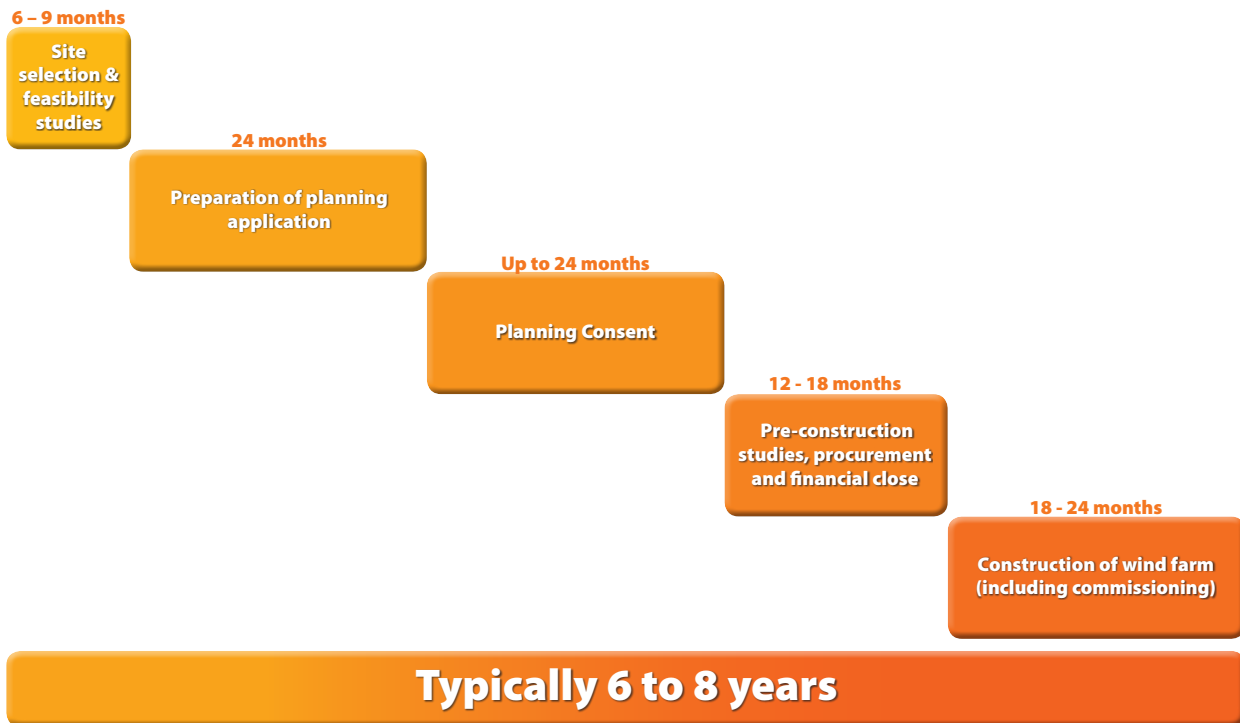 6 – 9 months
Site
selection &
feasibility
studies
24 months
Preparation of planning
application
Up to 24 months
Planning Consent
12 - 18 months
Pre-construction
studies, procurement
and financial close
18 - 24 months
Construction of wind farm
(including commissioning)
Typically 6 to 8 years